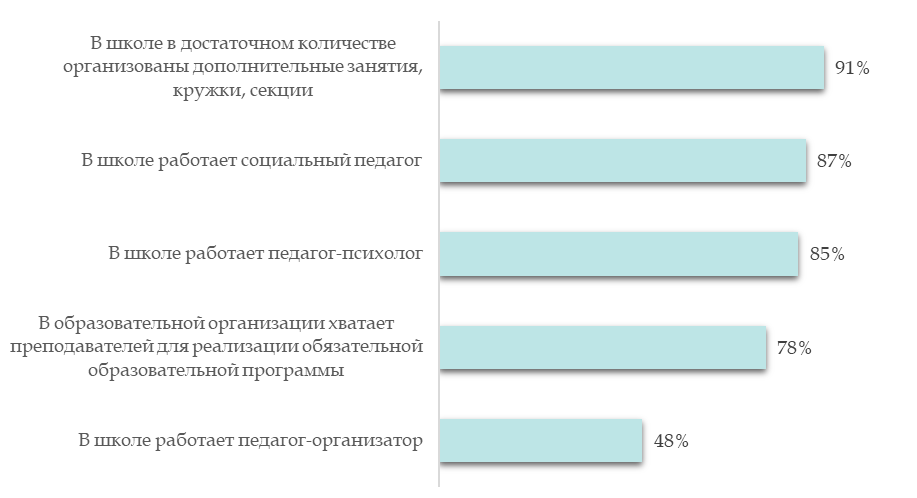 В школе в достаточном количестве
организованы дополнительные занятия,
кружки, секции
91%
В школе работает социальный педагог
87%
В школе работает педагог-психолог
85%
В образовательной организации хватает
преподавателей для реализации обязательной
образовательной программы
78%
В школе работает педагог-организатор
48%